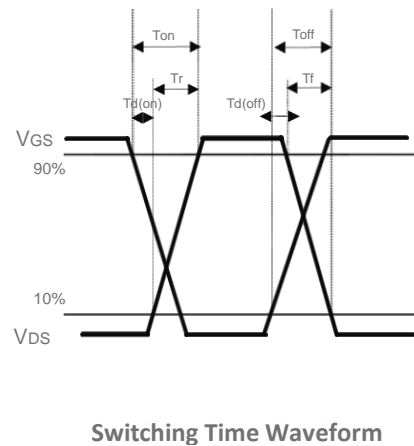 Ton
Toff
Tr
Tf
Td(on)
Td(off)
VGS
90%
10%
VDS
Switching Time Waveform